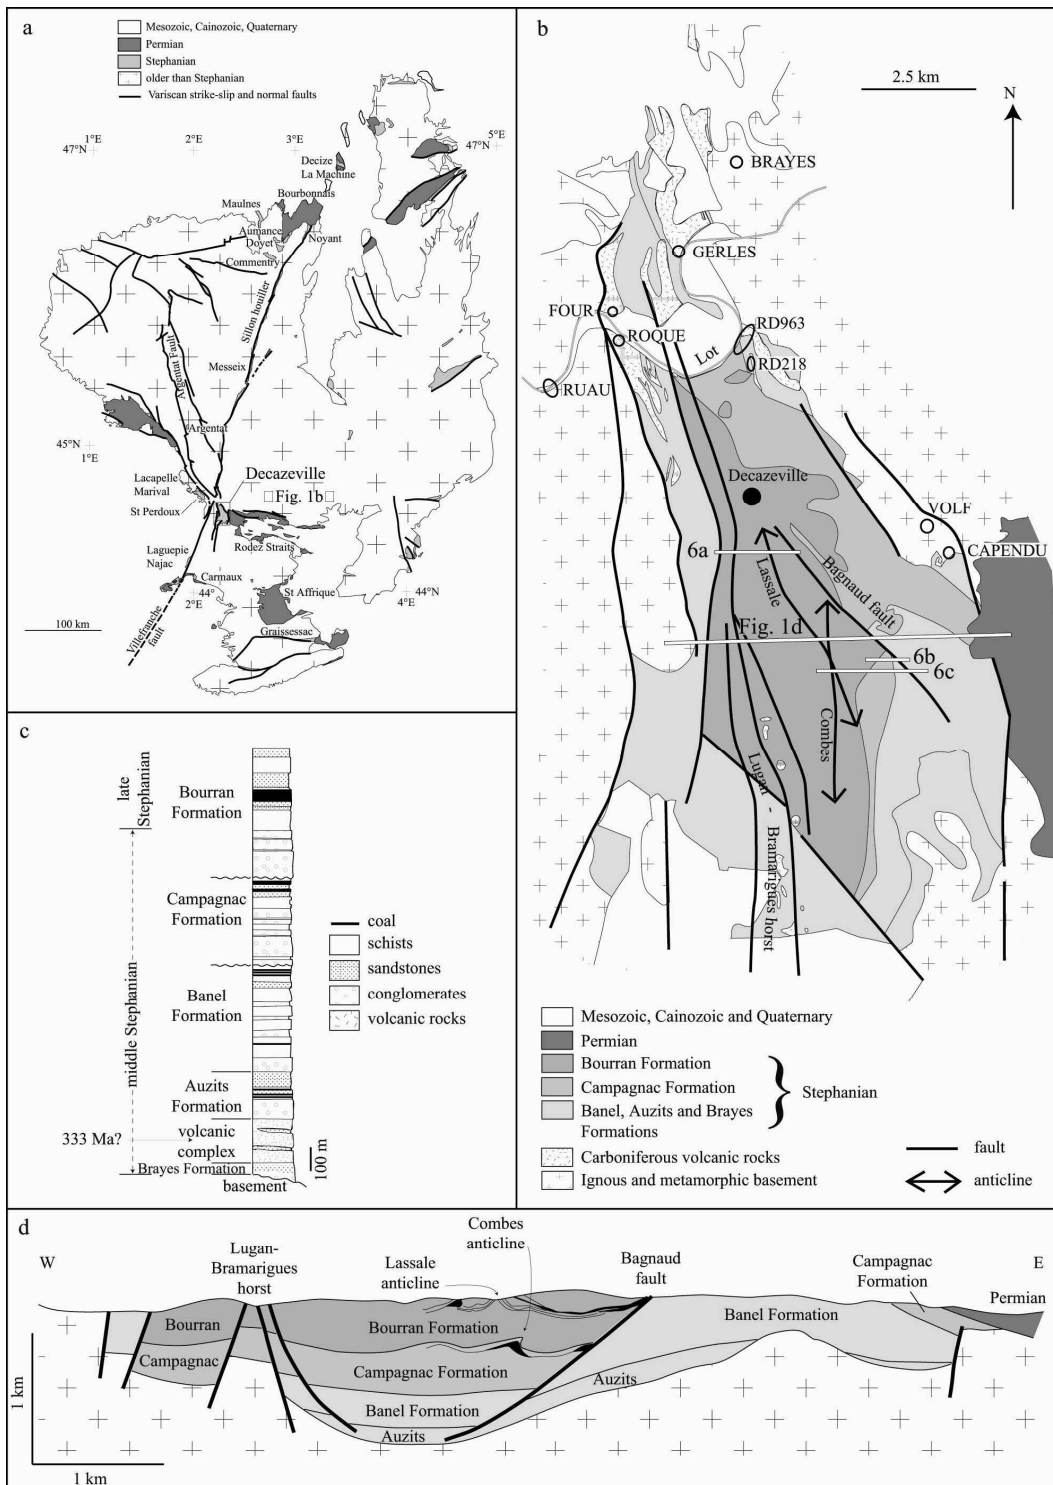 a
Mesozoic, Cainozoic, Quaternary
Permian
Stephanian
older than Stephanian
Variscan strike-slip and normal faults
1°E
47°N
2°E
3°E
5°E
47°N
Decize
La Machine
Bourbonnais
Maulnes
Aumance
Doyet
Noyant
Commentry
Sillon houiller
Argentat Fault
Messeix
Argentat
45°N
1°E
Lacapelle
Marival
St Perdoux
Decazeville
Fig. 1b
Rodez Straits
Laguepie
Najac
Carmaux
44°
2°E
St Affrique
4°E
44°N
Graissessac
Villefranche
fault
100 km
b
2.5 km
N
BRAYES
GERLES
FOUR
ROQUE
RD963
Lot
RD218
RUAU
Decazeville
VOLF
CAPENDU
6a
Lassale
Bagnaud fault
Fig. 1d
6b
6c
Combes
Lugan - Bramarigues horst
Mesozoic, Cainozoic and Quaternary
Permian
Bourran Formation
Campagnac Formation
Banel, Auzits and Brayes
Formations
Stephanian
Carboniferous volcanic rocks
Ignous and metamorphic basement
fault
anticline
c
late
Stephanian
middle Stephanian
Bourran
Formation
Campagnac
Formation
Banel
Formation
Auzits
Formation
333 Ma?
volcanic
complex
Brayes Formation
basement
100 m
coal
schists
sandstones
conglomerates
volcanic rocks
d
W
Lugan-
Bramarigues
horst
Lassale
anticline
Combes
anticline
Bagnaud
fault
Campagnac
Formation
E
Permian
Banel Formation
Bourran
Bourran Formation
Campagnac
Campagnac Formation
Auzits
Banel Formation
Auzits
1 km
1 km